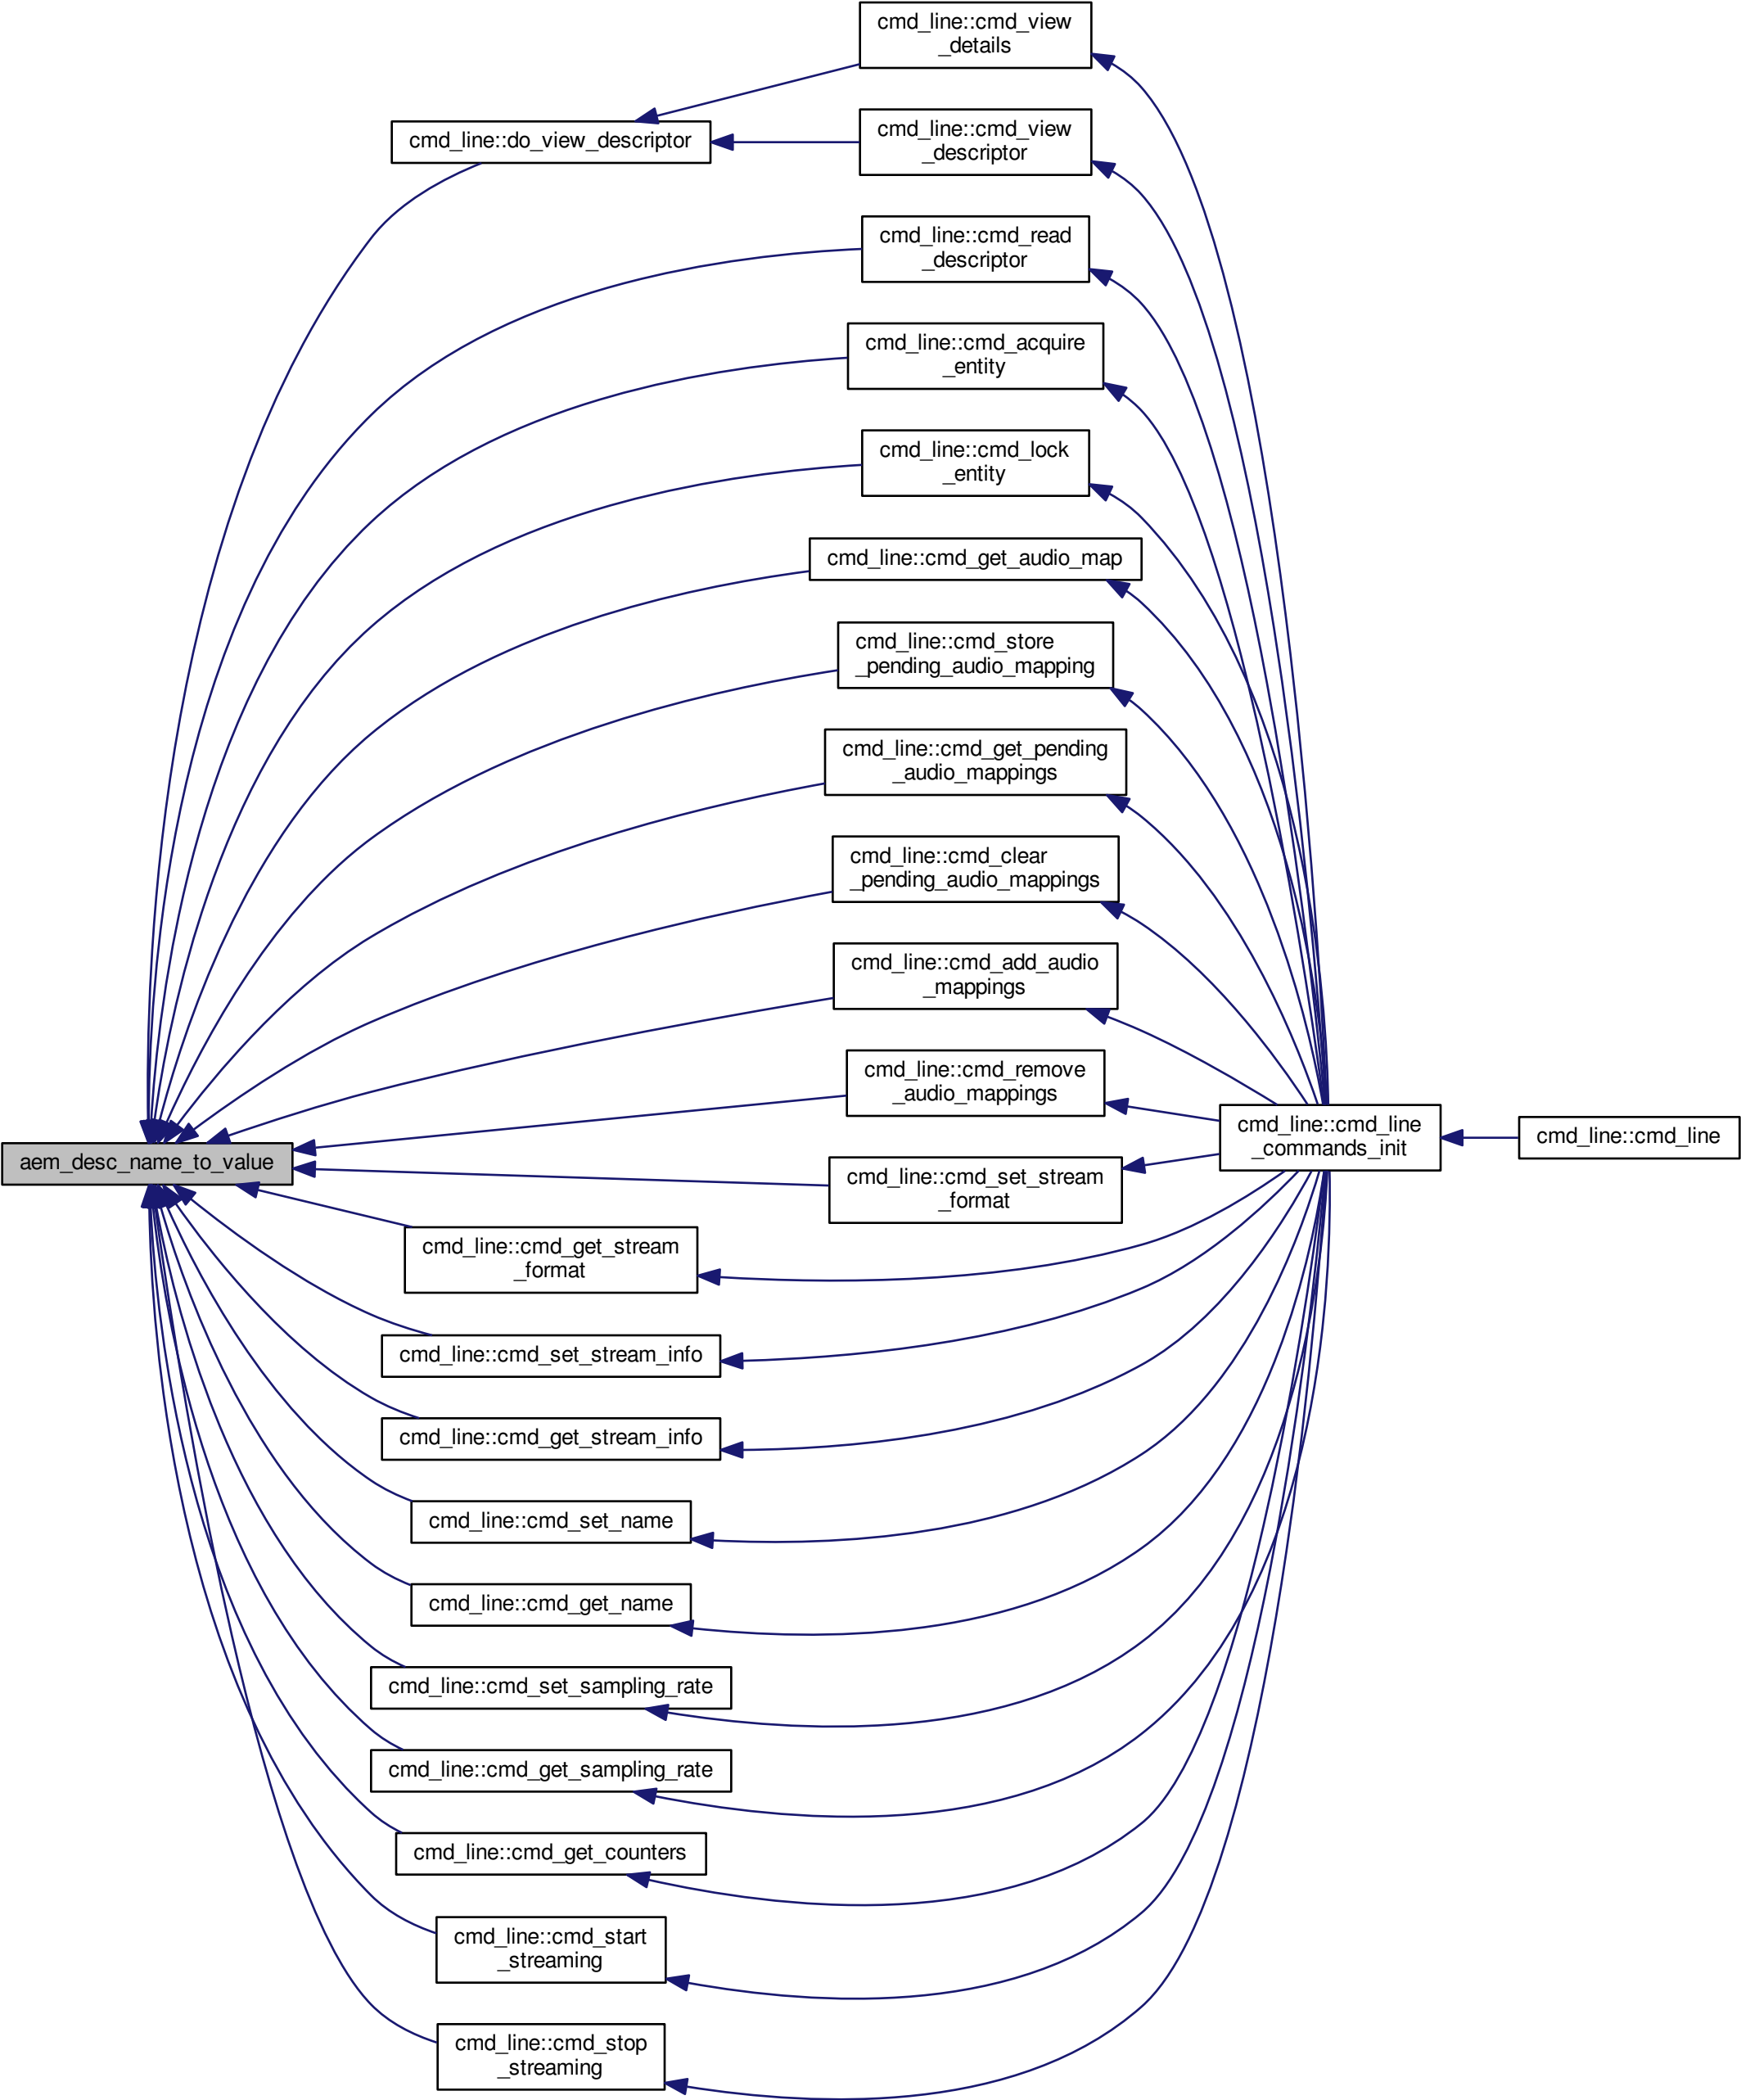 cmd_line::cmd_view
_details
cmd_line::do_view_descriptor
cmd_line::cmd_view
_descriptor
cmd_line::cmd_read
_descriptor
cmd_line::cmd_acquire
_entity
cmd_line::cmd_lock
_entity
cmd_line::cmd_get_audio_map
cmd_line::cmd_store
_pending_audio_mapping
cmd_line::cmd_get_pending
_audio_mappings
cmd_line::cmd_clear
_pending_audio_mappings
cmd_line::cmd_add_audio
_mappings
cmd_line::cmd_remove
_audio_mappings
cmd_line::cmd_line
_commands_init
cmd_line::cmd_line
aem_desc_name_to_value
cmd_line::cmd_set_stream
_format
cmd_line::cmd_get_stream
_format
cmd_line::cmd_set_stream_info
cmd_line::cmd_get_stream_info
cmd_line::cmd_set_name
cmd_line::cmd_get_name
cmd_line::cmd_set_sampling_rate
cmd_line::cmd_get_sampling_rate
cmd_line::cmd_get_counters
cmd_line::cmd_start
_streaming
cmd_line::cmd_stop
_streaming